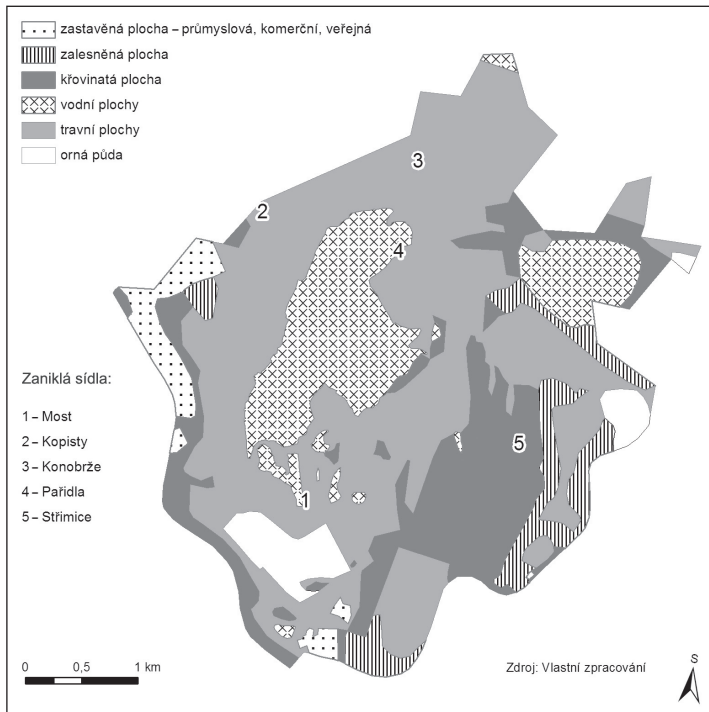 zastavěná plocha – průmyslová, komerční, veřejná
zalesněná plocha
křovinatá plocha
vodní plochy
travní plochy
orná půda
3
2
4
Zaniklá sídla:
1 – Most
2 – Kopisty
3 – Konobrže
4 – Pařidla
5 – Střimice
5
1
0 0,5 1 km
Zdroj: Vlastní zpracování
S